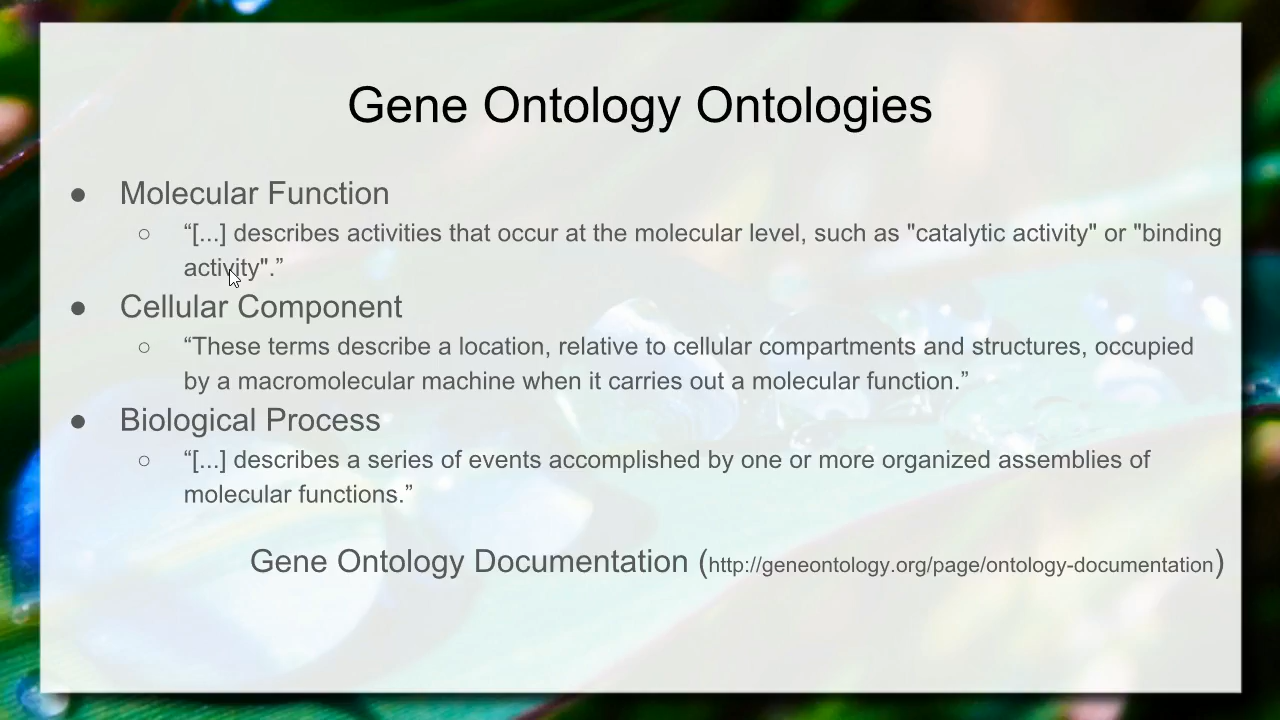 Gene Ontology Ontologies
● Molecular Function
○ “[...] describes activities that occur at the molecular level, such as "catalytic activity" or "binding
activity".”
● Cellular Component
○ “These terms describe a location, relative to cellular compartments and structures, occupied
by a macromolecular machine when it carries out a molecular function.”
● Biological Process
○ “[...] describes a series of events accomplished by one or more organized assemblies of
molecular functions.”
Gene Ontology Documentation (http://geneontology.org/page/ontology-documentation)